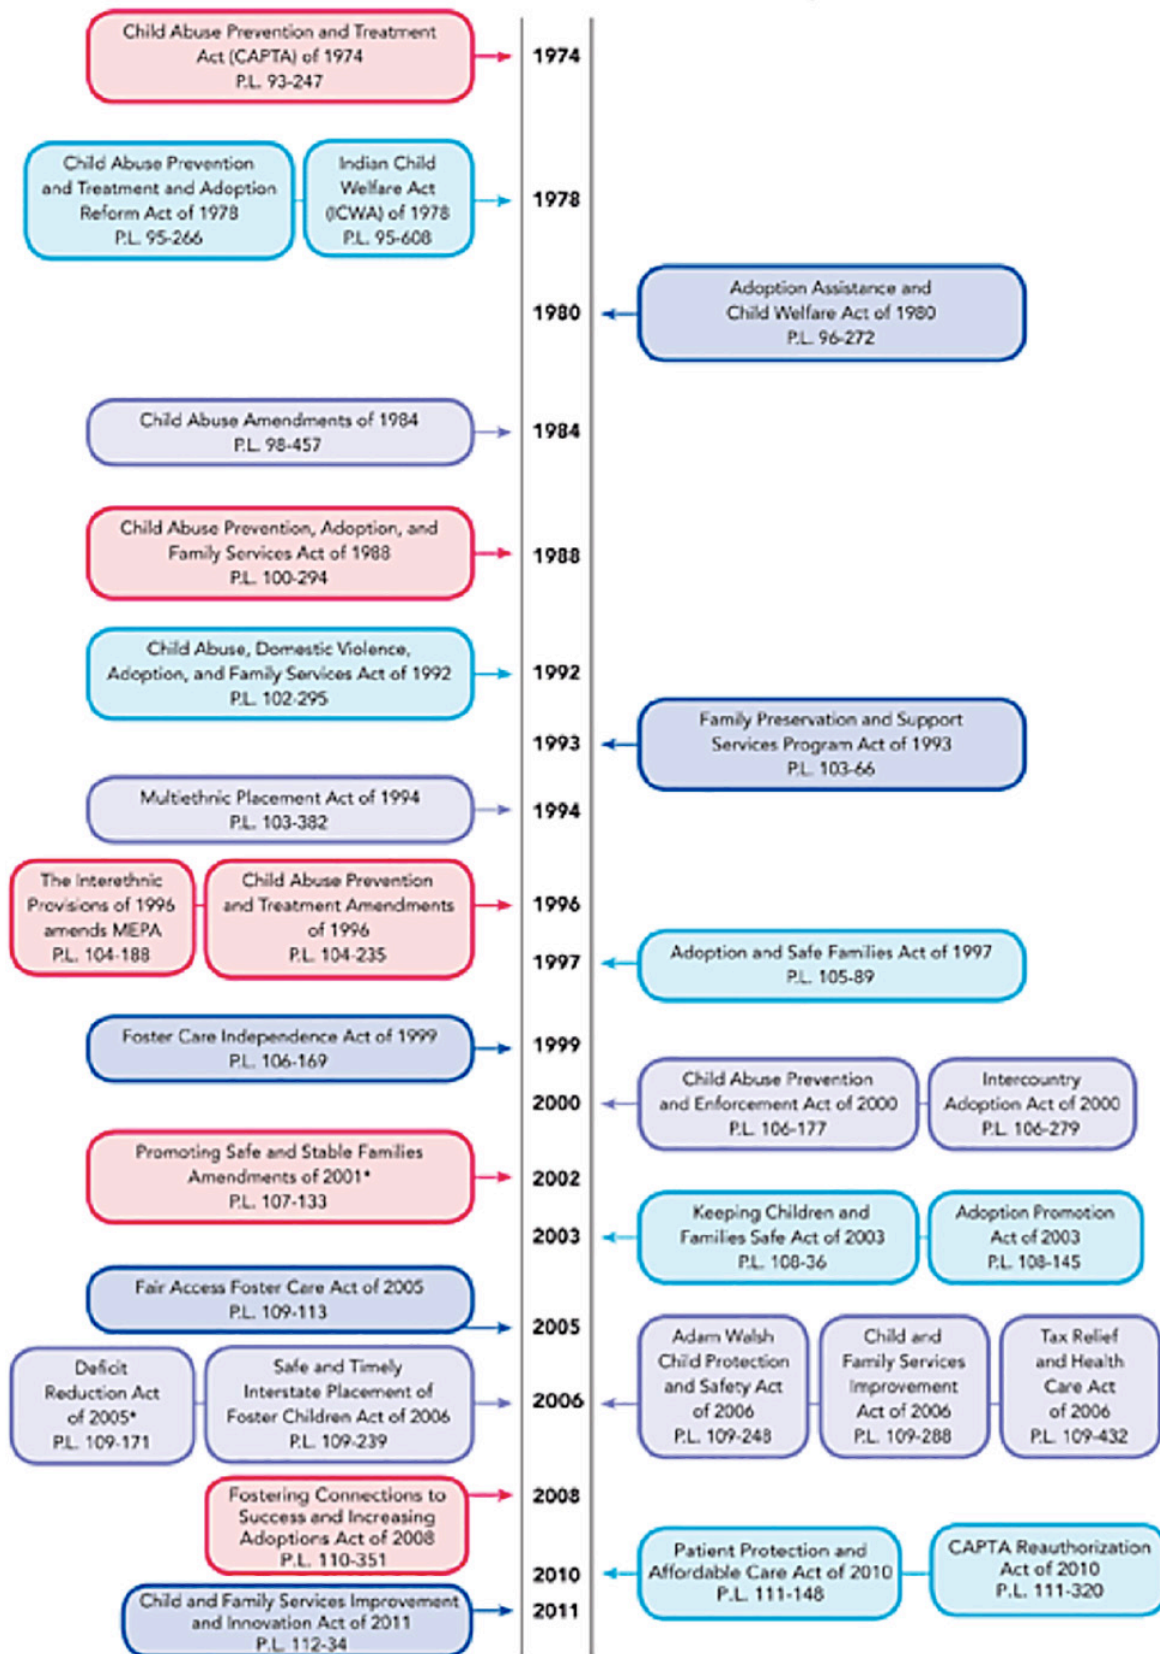 Child Abuse Prevention and Treatment
Act (CAPTA) of 1974
P.L. 93-247
1974
Child Abuse Prevention
and Treatment and Adoption
Reform Act of 1978
P.L. 95-266
Indian Child
Welfare Act
(ICWA) of 1978
P.L. 95-608
1978
1980
Adoption Assistance and
Child Welfare Act of 1980
P.L. 96-272
Child Abuse Amendments of 1984
P.L. 98-457
1984
Child Abuse Prevention, Adoption, and
Family Services Act of 1988
P.L. 100-294
1988
Child Abuse, Domestic Violence,
Adoption, and Family Services Act of 1992
P.L. 102-295
1992
1993
Family Preservation and Support
Services Program Act of 1993
P.L. 103-66
Multiethnic Placement Act of 1994
P.L. 103-382
1994
The Interethnic
Provisions of 1996
amends MEPA
P.L. 104-188
Child Abuse Prevention
and Treatment Amendments
of 1996
P.L. 104-235
1996
1997
Adoption and Safe Families Act of 1997
P.L. 105-89
Foster Care Independence Act of 1999
P.L. 106-169
1999
2000
Child Abuse Prevention
and Enforcement Act of 2000
P.L. 106-177
Intercountry
Adoption Act of 2000
P.L. 106-279
Promoting Safe and Stable Families
Amendments of 2001*
P.L. 107-133
2002
2003
Keeping Children and
Families Safe Act of 2003
P.L. 108-36
Adoption Promotion
Act of 2003
P.L. 108-145
Fair Access Foster Care Act of 2005
P.L. 109-113
2005
Deficit
Reduction Act
of 2005*
P.L. 109-171
Safe and Timely
Interstate Placement of
Foster Children Act of 2006
P.L. 109-239
2006
Adam Walsh
Child Protection
and Safety Act
of 2006
P.L. 109-248
Child and
Family Services
Improvement
Act of 2006
P.L. 109-288
Tax Relief
and Health
Care Act
of 2006
P.L. 109-432
Fostering Connections to
Success and Increasing
Adoptions Act of 2008
P.L. 110-351
2008
2010
Patient Protection and
Affordable Care Act of 2010
P.L. 111-148
CAPTA Reauthorization
Act of 2010
P.L. 111-320
Child and Family Services Improvement
and Innovation Act of 2011
P.L. 112-34
2011